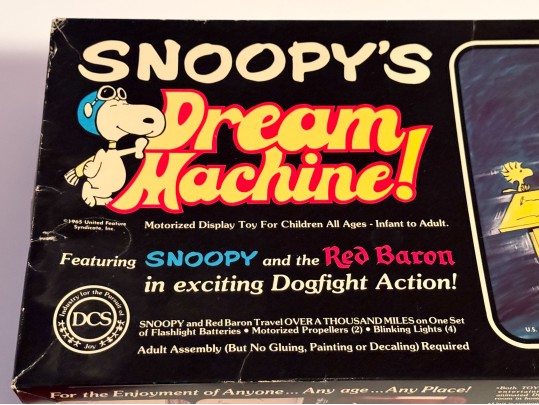 SNOOPY'S
Dream
Machine!
©1965 United Feature
Syndicate, Inc.
Motorized Display Toy For Children All Ages - Infant to Adult.
Featuring SNOOPY and the Red Baron
in exciting Dogfight Action!
Industry for the Pursuit of
DCS
Joy
SNOOPY and Red Baron Travel OVER A THOUSAND MILES on One Set
of Flashlight Batteries • Motorized Propellers (2) • Blinking Lights (4)
Adult Assembly (But No Gluing, Painting or Decaling) Required
U.S.
For the Enjoyment of Anyone... Any age...Any Place!
•Both TOY